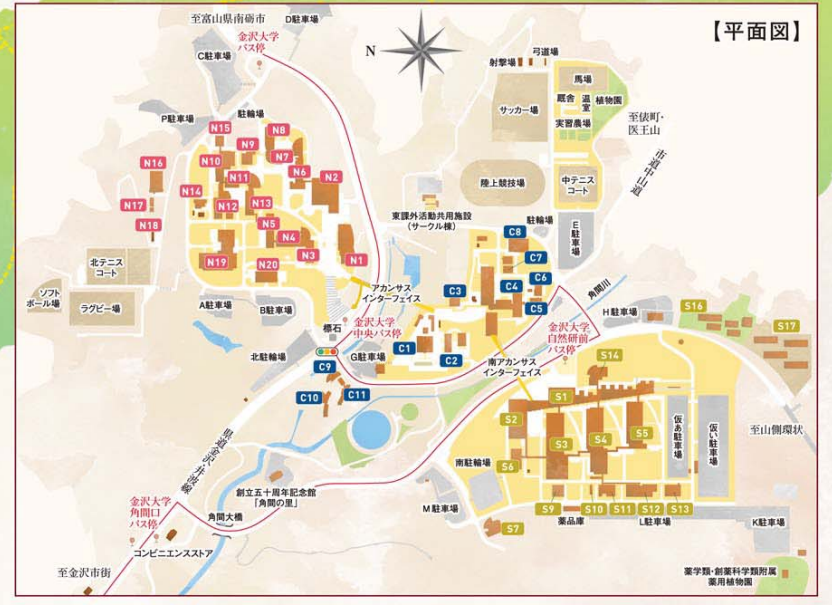 【平面図】
至富山県南砺市
D駐車場
金沢大学
バス停
C駐車場
N
弓道場
射撃場
馬場
厩舎
温室
植物園
サッカー場
実習農場
至俵町・
医王山
市道中山道
P駐車場
駐輪場
N15
N8
N9
N7
N16
N10
N11
N6
N2
N14
N17
N12
N13
N18
N5
N4
N3
N1
N19
N20
陸上競技場
中テニス
コート
東課外活動共用施設
(サークル棟)
駐輪場
E駐車場
C8
C7
C6
C3
C4
C5
C1
C2
北テニス
コート
ソフト
ボール場
ラグビー場
A駐車場
B駐車場
アカンサス
インターフェイス
標石
金沢大学
中央バス停
北駐輪場
G駐車場
角間川
金沢大学
自然研前
バス停
H駐車場
S16
S17
南アカンサス
インターフェイス
C9
C10
C11
S14
S1
S2
S3
S4
S5
S6
仮あ駐車場
仮い駐車場
至山側環状
県道金沢・井波線
南駐輪場
創立五十周年記念館
「角間の里」
M駐車場
S7
S9
S10
S11
S12
S13
薬品庫
L駐車場
K駐車場
金沢大学
角間口
バス停
角間大橋
コンビニエンスストア
至金沢市街
薬学類・創薬科学類附属
薬用植物園